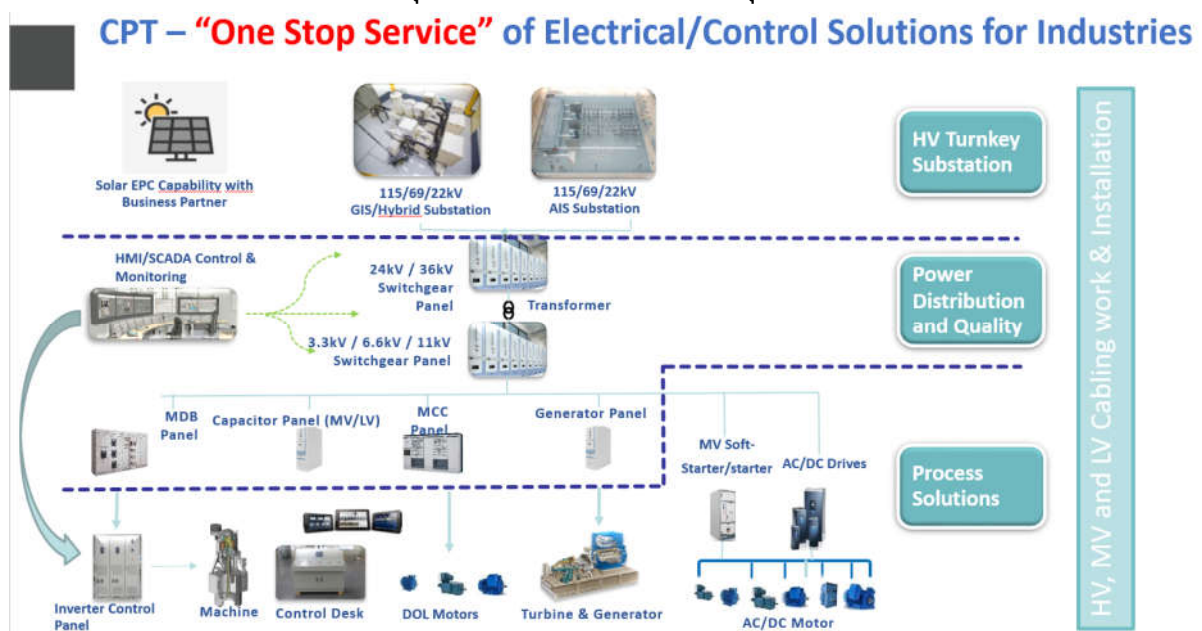 CPT – “One Stop Service” of Electrical/Control Solutions for Industries
Solar EPC Capability with
Business Partner
115/69/22kV
GIS/Hybrid Substation
115/69/22kV
AIS Substation
HV Turnkey
Substation
HMI/SCADA Control &
Monitoring
24kV / 36kV
Switchgear
Panel
Transformer
3.3kV / 6.6kV / 11kV
Switchgear Panel
Power
Distribution
and Quality
MDB
Panel
Capacitor Panel (MV/LV)
MCC
Panel
Generator Panel
MV Soft-
Starter/starter
AC/DC Drives
Process
Solutions
Inverter Control
Panel
Machine
Control Desk
DOL Motors
Turbine & Generator
AC/DC Motor
HV, MV and LV Cabling work & Installation